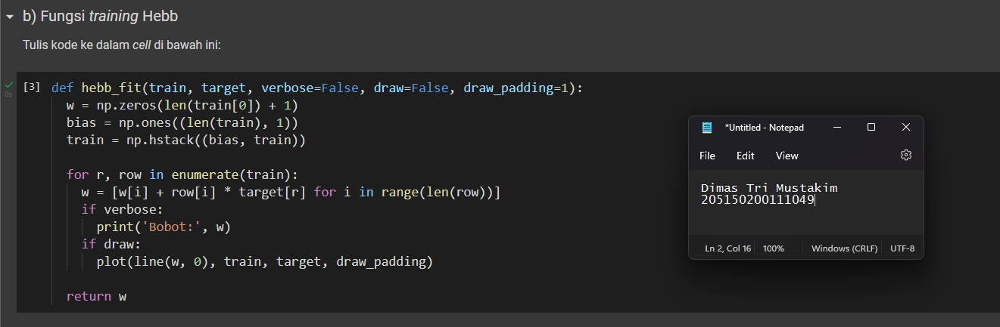 b) Fungsi training Hebb
Tulis kode ke dalam cell di bawah ini:
0s
[3] def hebb_fit(train, target, verbose=False, draw=False, draw_padding=1):
w = np.zeros(len(train[0]) + 1)
bias = np.ones((len(train), 1))
train = np.hstack((bias, train))
for r, row in enumerate(train):
w = [w[i] + row[i] * target[r] for i in range(len(row))]
if verbose:
print('Bobot:', w)
if draw:
plot(line(w, 0), train, target, draw_padding)
return w
*Untitled - Notepad
File Edit View
Dimas Tri Mustakim
205150200111049
Ln 2, Col 16 100% Windows (CRLF) UTF-8